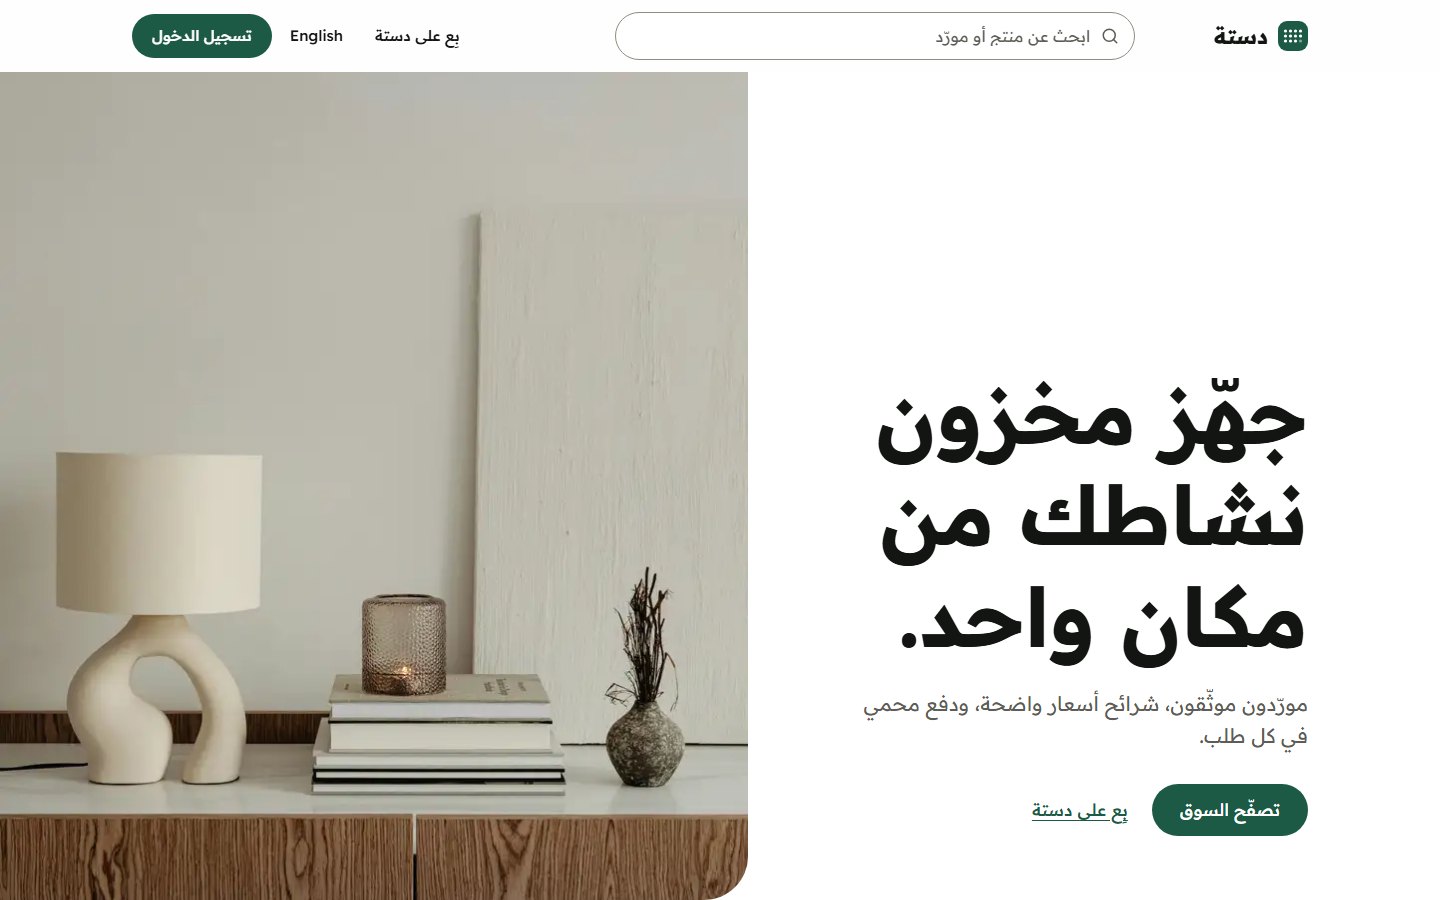 دستة
ابحث عن منتج أو مورّد
بِع على دستة
English
تسجيل الدخول
جهّز مخزون
نشاطك من
مكان واحد.
مورّدون موثّقون، شرائح أسعار واضحة، ودفع محمي
في كل طلب.
تصفّح السوق
بِع على دستة